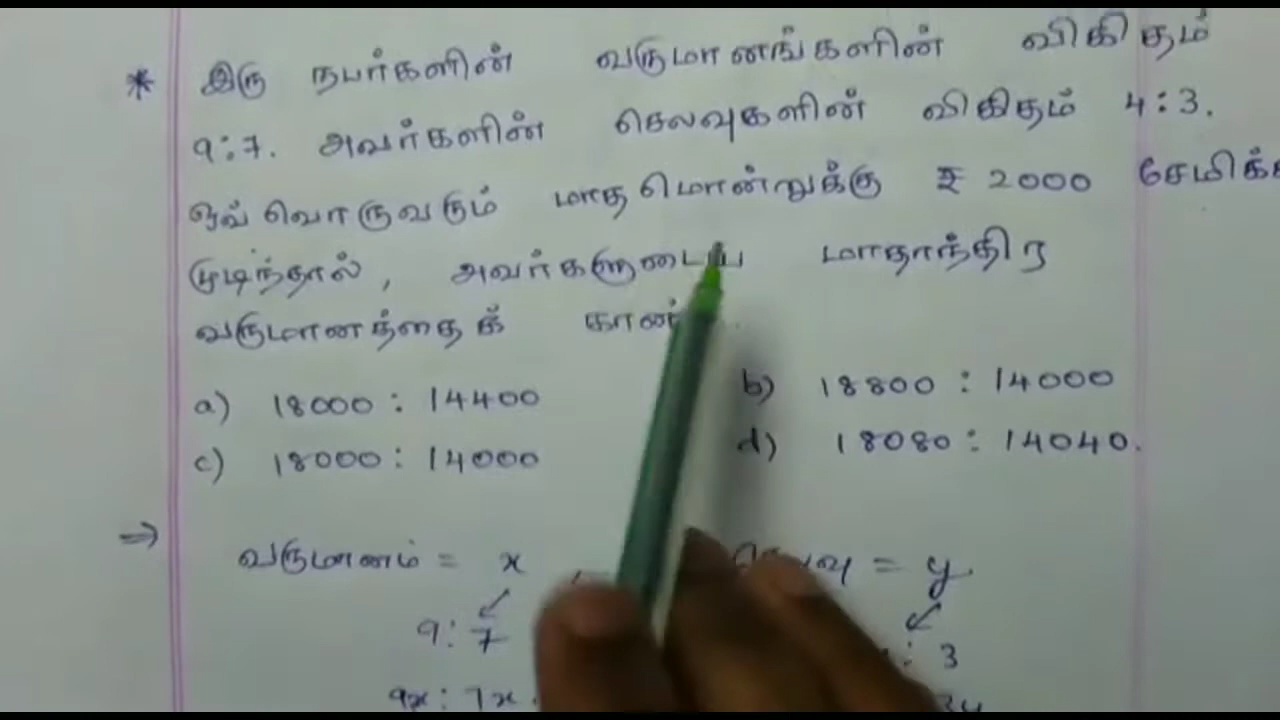 * இரு நபர்களின் வருமானங்களின் விகிதம்
9:7. அவர்களின் செலவுகளின் விகிதம் 4:3.
ஒவ்வொருவரும் மாதமொன்றுக்கு ₹ 2000
முடிந்தால், அவர்களுடைய மாதாந்திர
வருமானத்தைக்
a) 18000 : 14400 b) 18800 : 14000
c) 18000 : 14000 d) 18080 : 14040.
⇒ வருமானம் = x = y
9:7 : 3
9x : 7x 3y